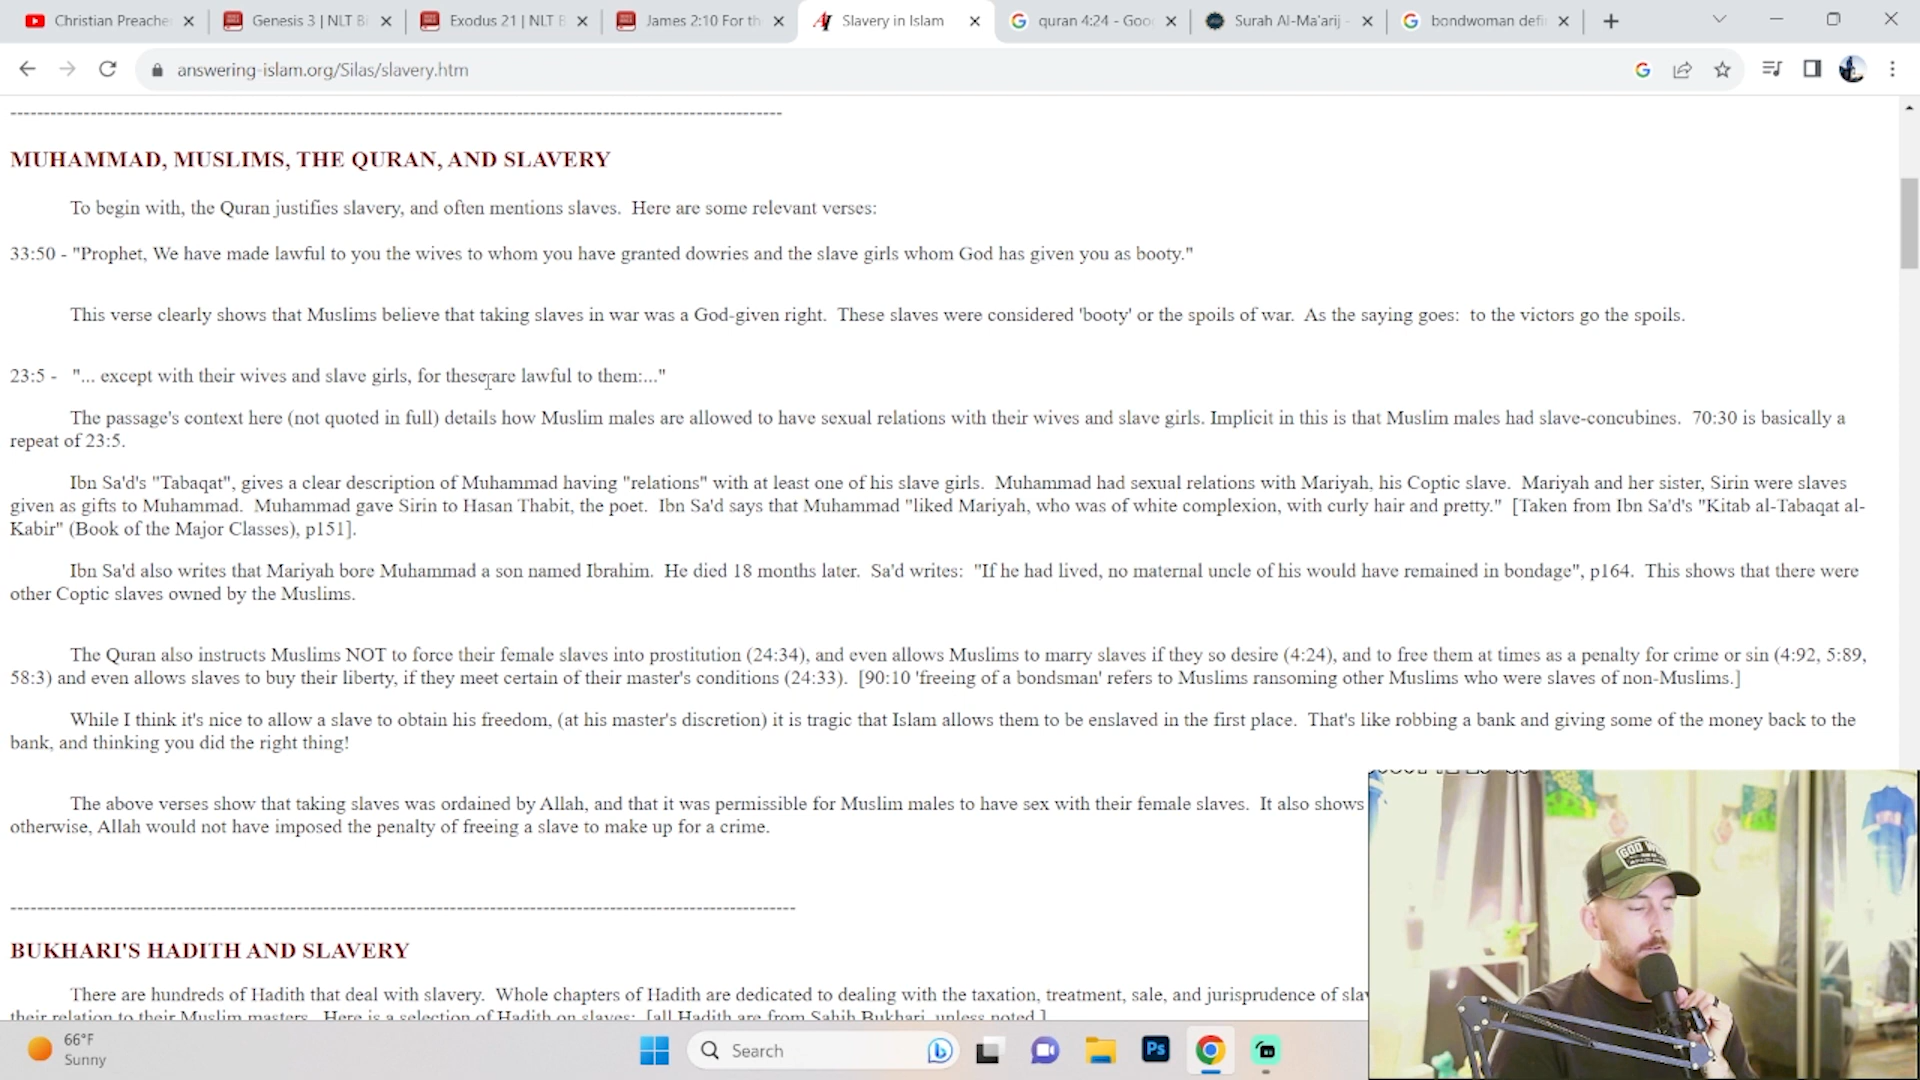 Christian Preache
Genesis 3 | NLT Bi
Exodus 21 | NLT B
James 2:10 For th
Slavery in Islam
quran 4:24 - Goo
Surah Al-Ma'arij -
bondwoman defi
answering-islam.org/Silas/slavery.htm
MUHAMMAD, MUSLIMS, THE QURAN, AND SLAVERY
To begin with, the Quran justifies slavery, and often mentions slaves. Here are some relevant verses:
33:50 - "Prophet, We have made lawful to you the wives to whom you have granted dowries and the slave girls whom God has given you as booty."
This verse clearly shows that Muslims believe that taking slaves in war was a God-given right. These slaves were considered 'booty' or the spoils of war. As the saying goes: to the victors go the spoils.
23:5 - "... except with their wives and slave girls, for these are lawful to them:..."
The passage's context here (not quoted in full) details how Muslim males are allowed to have sexual relations with their wives and slave girls. Implicit in this is that Muslim males had slave-concubines. 70:30 is basically a
repeat of 23:5.
Ibn Sa'd's "Tabaqat", gives a clear description of Muhammad having "relations" with at least one of his slave girls. Muhammad had sexual relations with Mariyah, his Coptic slave. Mariyah and her sister, Sirin were slaves
given as gifts to Muhammad. Muhammad gave Sirin to Hasan Thabit, the poet. Ibn Sa'd says that Muhammad "liked Mariyah, who was of white complexion, with curly hair and pretty." [Taken from Ibn Sa'd's "Kitab al-Tabaqat al-
Kabir" (Book of the Major Classes), p151].
Ibn Sa'd also writes that Mariyah bore Muhammad a son named Ibrahim. He died 18 months later. Sa'd writes: "If he had lived, no maternal uncle of his would have remained in bondage", p164. This shows that there were
other Coptic slaves owned by the Muslims.
The Quran also instructs Muslims NOT to force their female slaves into prostitution (24:34), and even allows Muslims to marry slaves if they so desire (4:24), and to free them at times as a penalty for crime or sin (4:92, 5:89,
58:3) and even allows slaves to buy their liberty, if they meet certain of their master's conditions (24:33). [90:10 'freeing of a bondsman' refers to Muslims ransoming other Muslims who were slaves of non-Muslims.]
While I think it's nice to allow a slave to obtain his freedom, (at his master's discretion) it is tragic that Islam allows them to be enslaved in the first place. That's like robbing a bank and giving some of the money back to the
bank, and thinking you did the right thing!
The above verses show that taking slaves was ordained by Allah, and that it was permissible for Muslim males to have sex with their female slaves. It also shows
otherwise, Allah would not have imposed the penalty of freeing a slave to make up for a crime.
BUKHARI'S HADITH AND SLAVERY
There are hundreds of Hadith that deal with slavery. Whole chapters of Hadith are dedicated to dealing with the taxation, treatment, sale, and jurisprudence of slav
their relation to their Muslim masters. Here is a selection of Hadith on slaves: [all Hadith are from Sahih Bukhari, unless noted.]
66°F
Sunny
Search
Ps
GOD